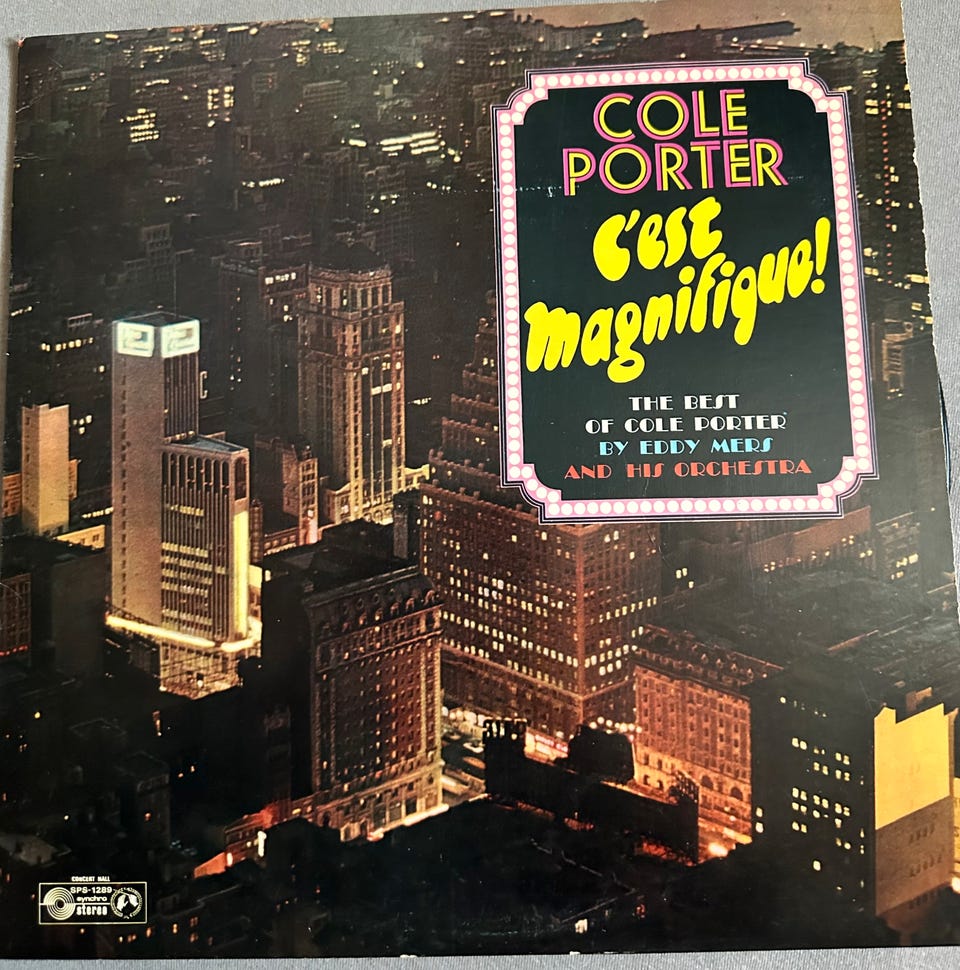 COLE
PORTER
C'est
magnifique!
THE BEST
OF COLE PORTER
BY EDDY MERS
AND HIS ORCHESTRA
CONCERT HALL
SPS-1289
synchro
stereo